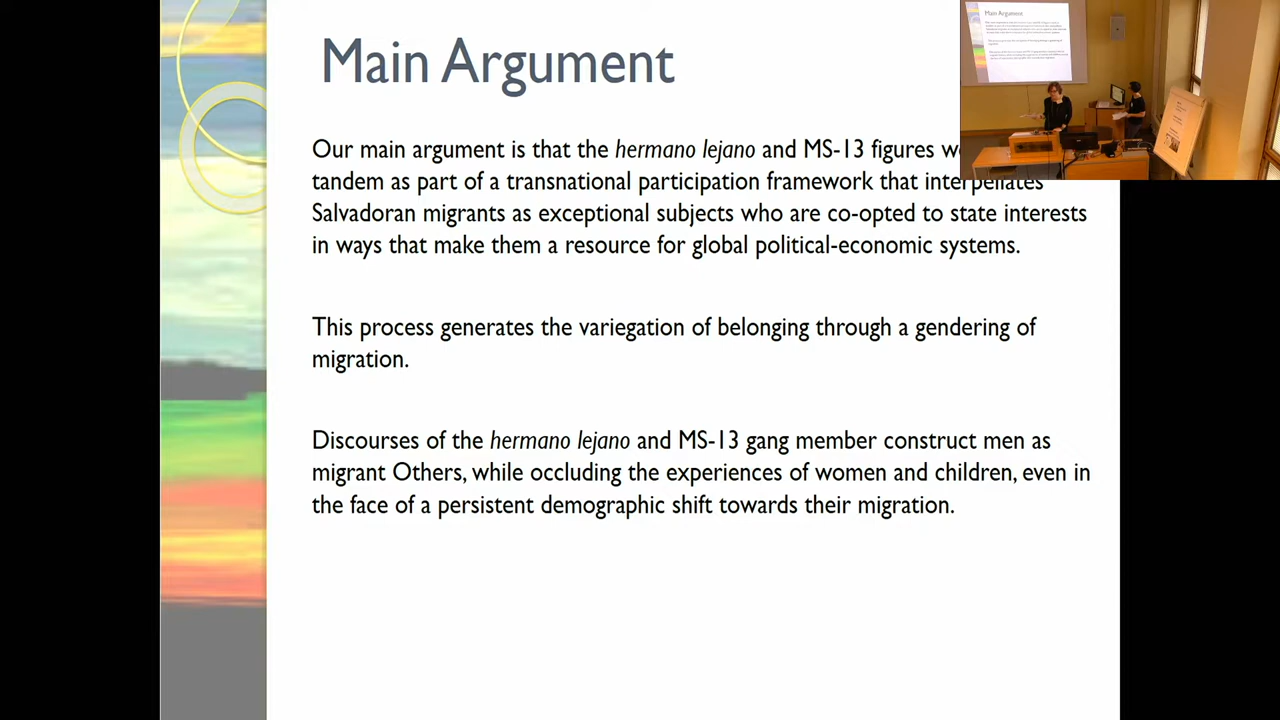 Main Argument
Our main argument is that the hermano lejano and MS-13 figures
tandem as part of a transnational participation framework that interpellates
Salvadoran migrants as exceptional subjects who are co-opted to state interests
in ways that make them a resource for global political-economic systems.
This process generates the variegation of belonging through a gendering of
migration.
Discourses of the hermano lejano and MS-13 gang member construct men as
migrant Others, while occluding the experiences of women and children, even in
the face of a persistent demographic shift towards their migration.
Main Argument